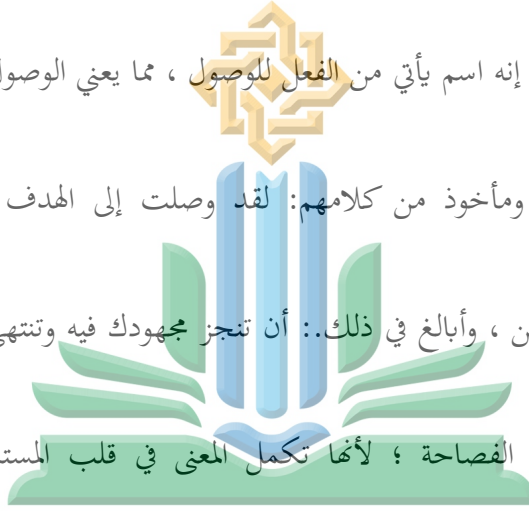 إنه اسم يأتي من الفعل للوصول ، مما يعني الوصول
ومأخوذ من كلامهم: لقد وصلت إلى الهدف
ن ، وأبالغ في ذلك.: أن تنجز مجهودك فيه وتنتهي
الفصاحة ؛ لأنها تكمل المعنى في قلب المست